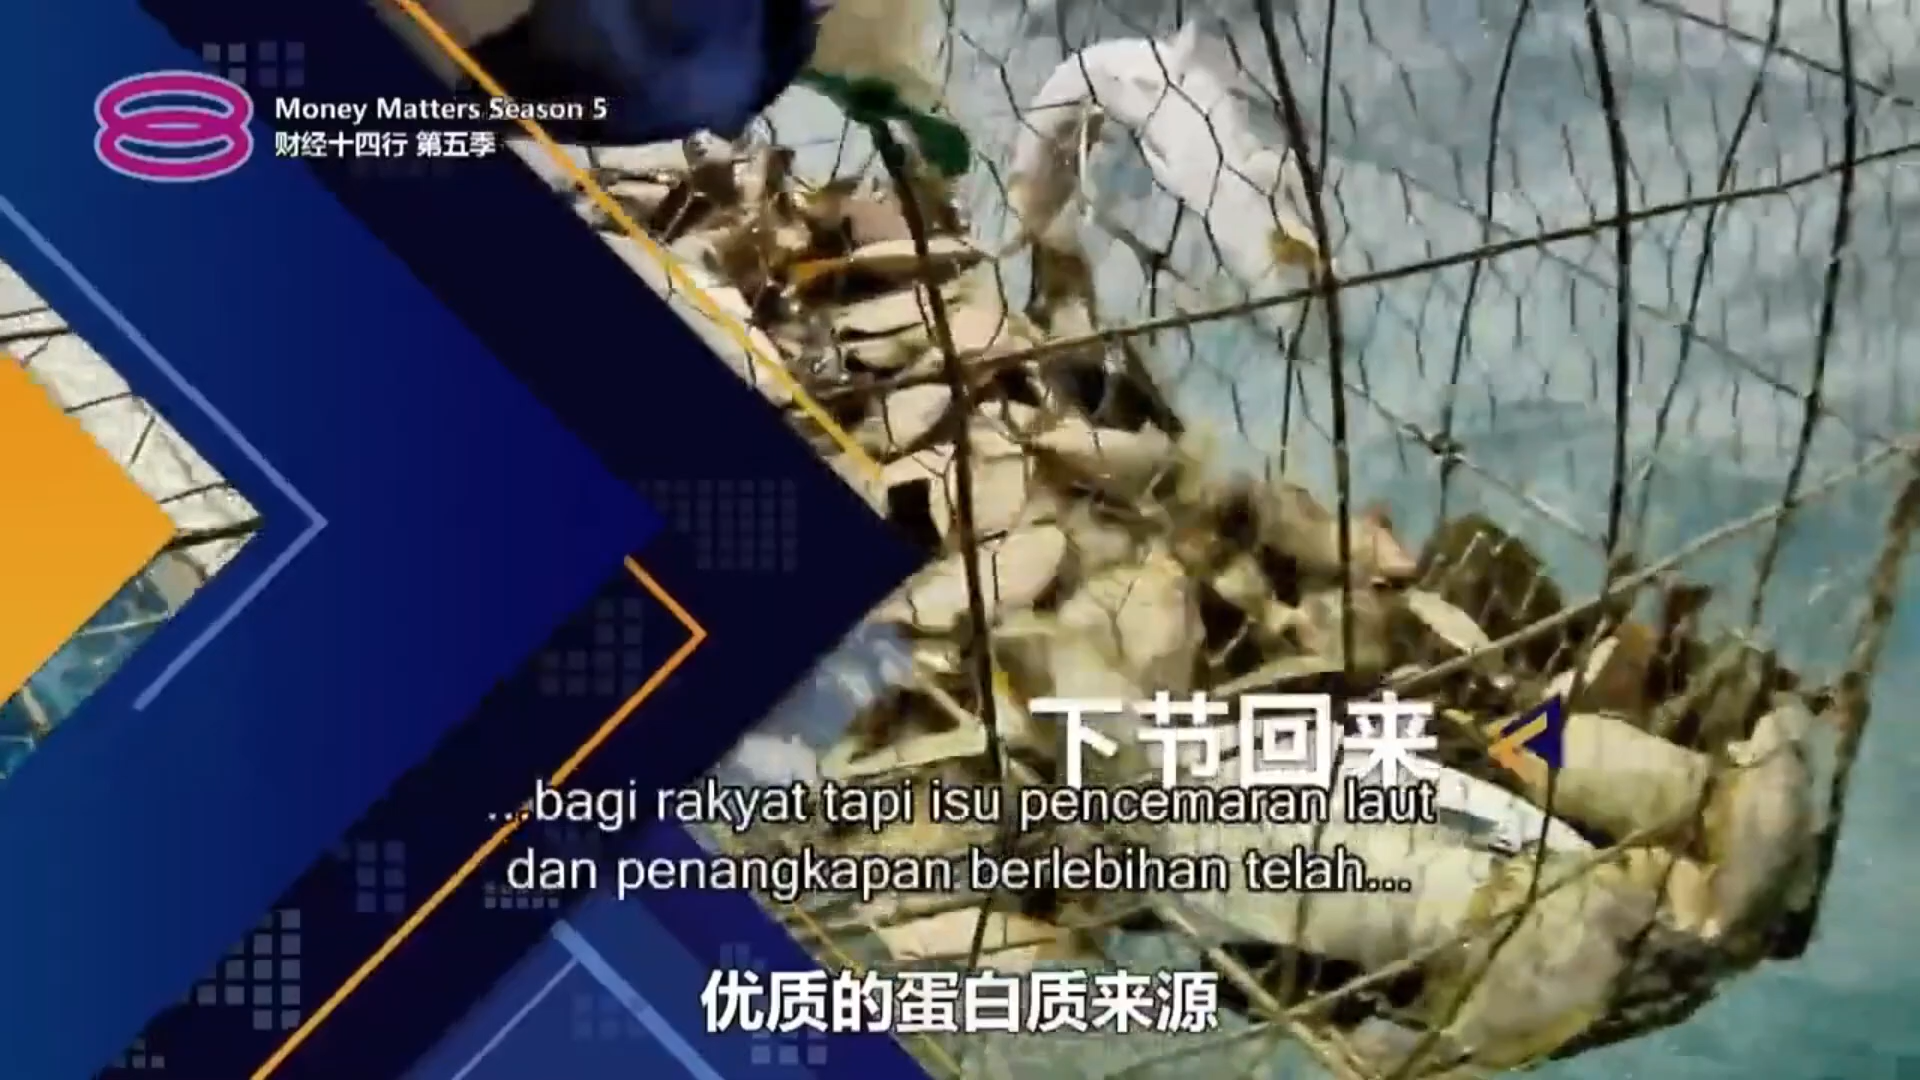 Money Matters Season 5
财经十四行 第五季
下节回来
...bagi rakyat tapi isu pencemaran laut
dan penangkapan berlebihan telah...
优质的蛋白质来源